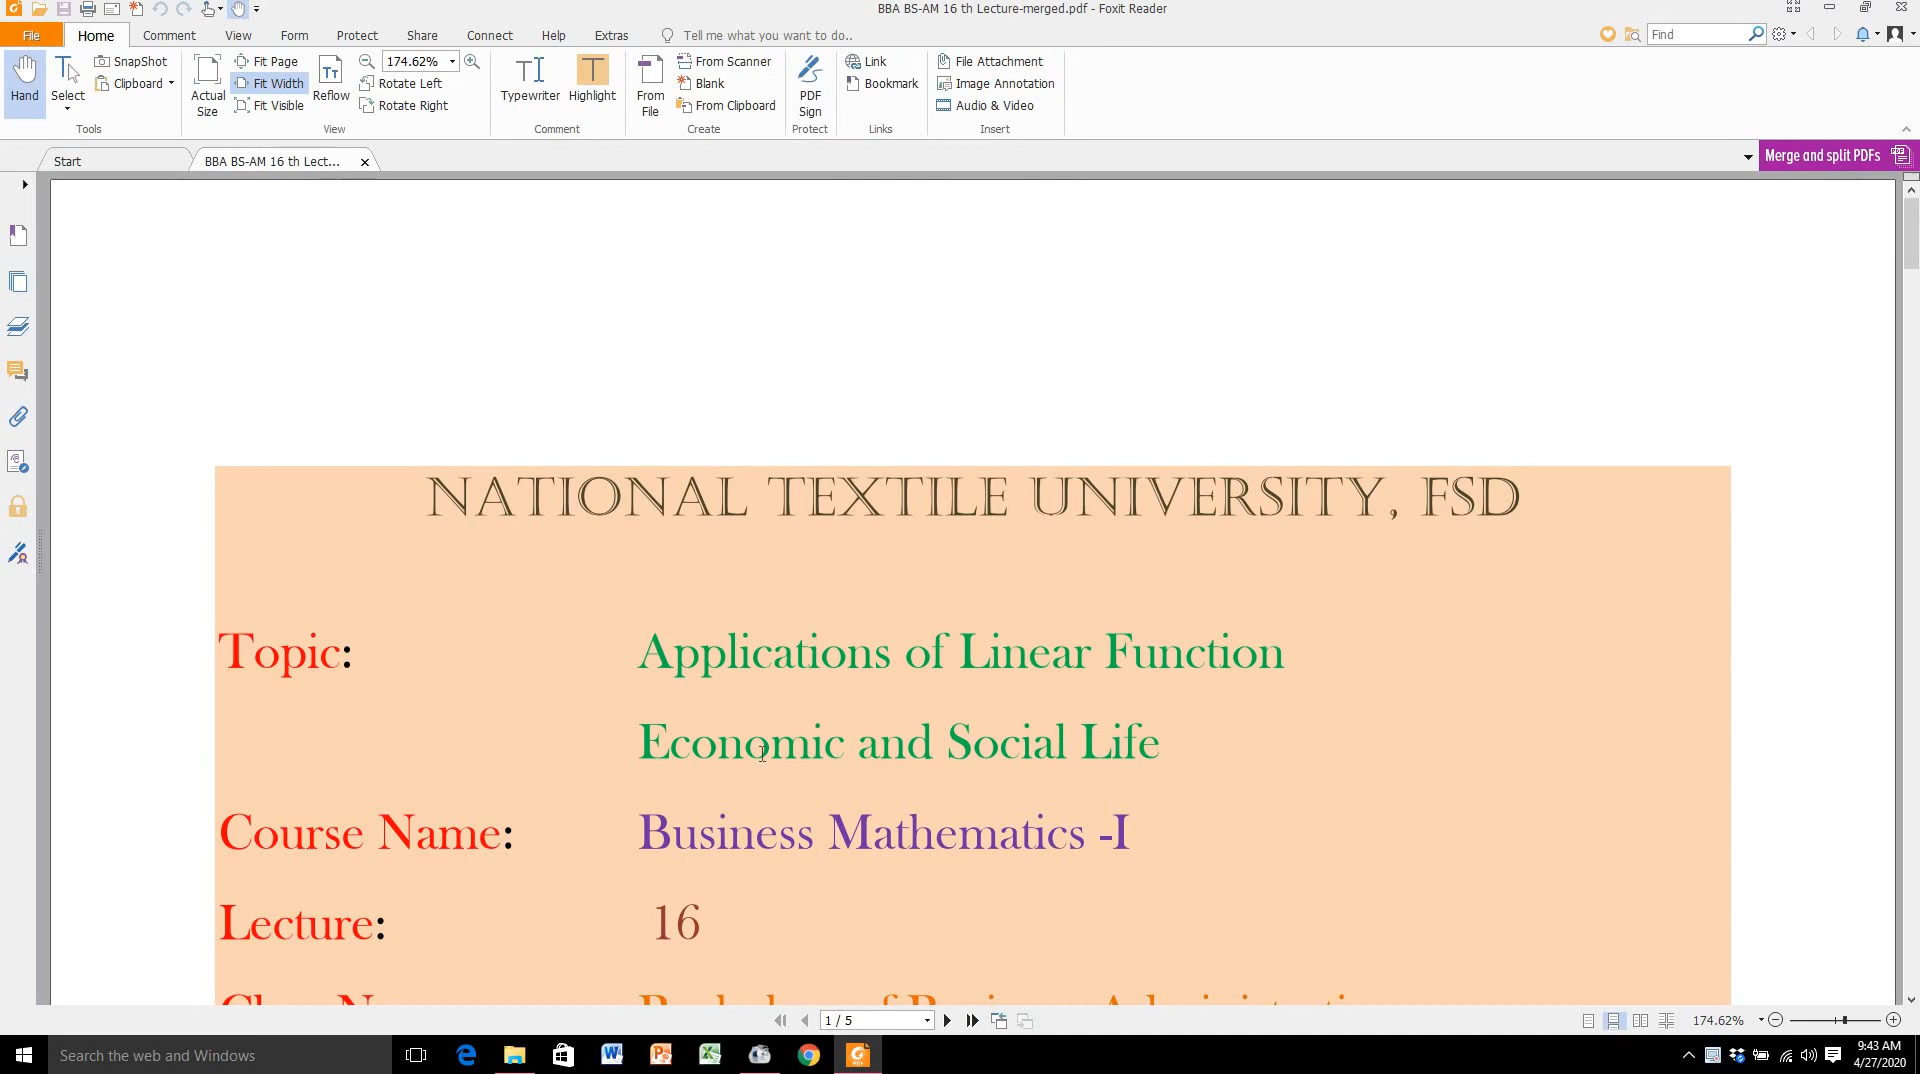 BBA BS-AM 16 th Lecture-merged.pdf - Foxit Reader
File Home Comment View Form Protect Share Connect Help Extras Tell me what you want to do.. Find
Hand
Select
SnapShot
Clipboard
Tools
Actual Size
Fit Page
Fit Width
Fit Visible
Reflow
174.62%
Rotate Left
Rotate Right
View
Typewriter
Highlight
Comment
From File
From Scanner
Blank
From Clipboard
Create
PDF Sign
Protect
Link
Bookmark
Links
File Attachment
Image Annotation
Audio & Video
Insert
Start
BBA BS-AM 16 th Lect...
Merge and split PDFs
NATIONAL TEXTILE UNIVERSITY, FSD
Topic: Applications of Linear Function
Economic and Social Life
Course Name: Business Mathematics -I
Lecture: 16
1 / 5
174.62%
Search the web and Windows
9:43 AM
4/27/2020